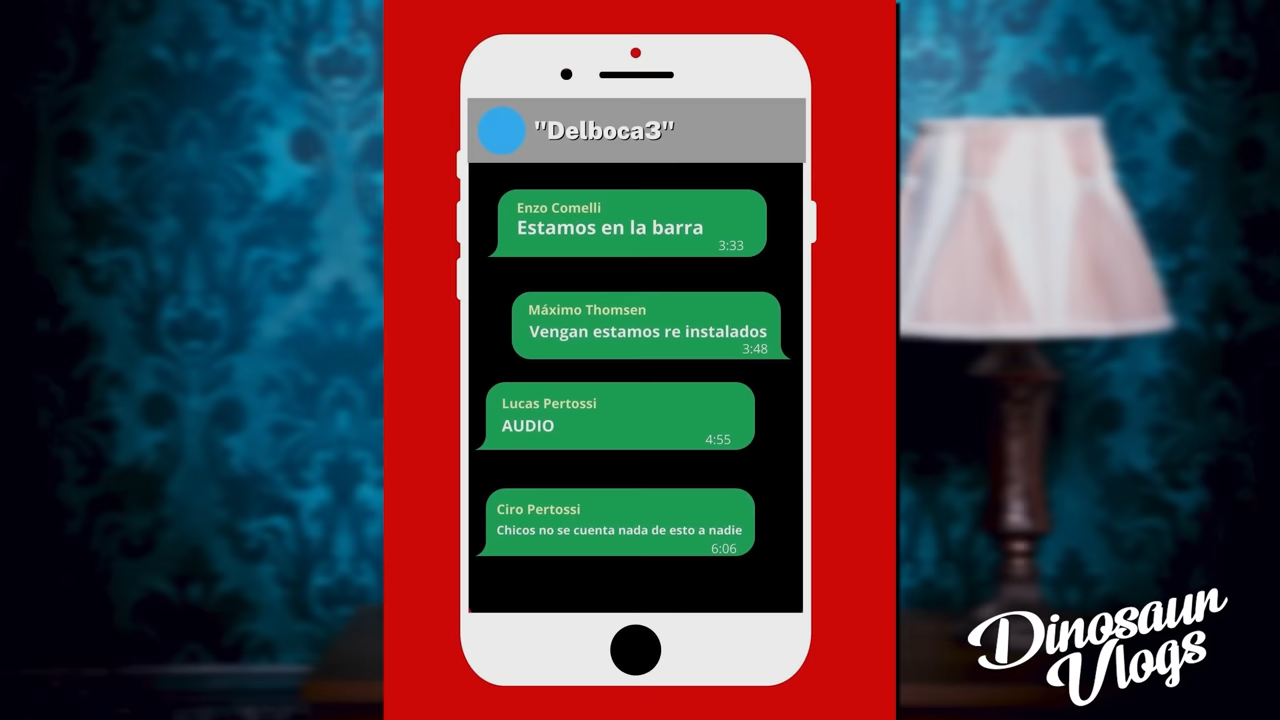 "Delboca3"
Enzo Comelli
Estamos en la barra
3:33
Máximo Thomsen
Vengan estamos re instalados
3:48
Lucas Pertossi
AUDIO
4:55
Ciro Pertossi
Chicos no se cuenta nada de esto a nadie
6:06
Dinosaur
Vlogs